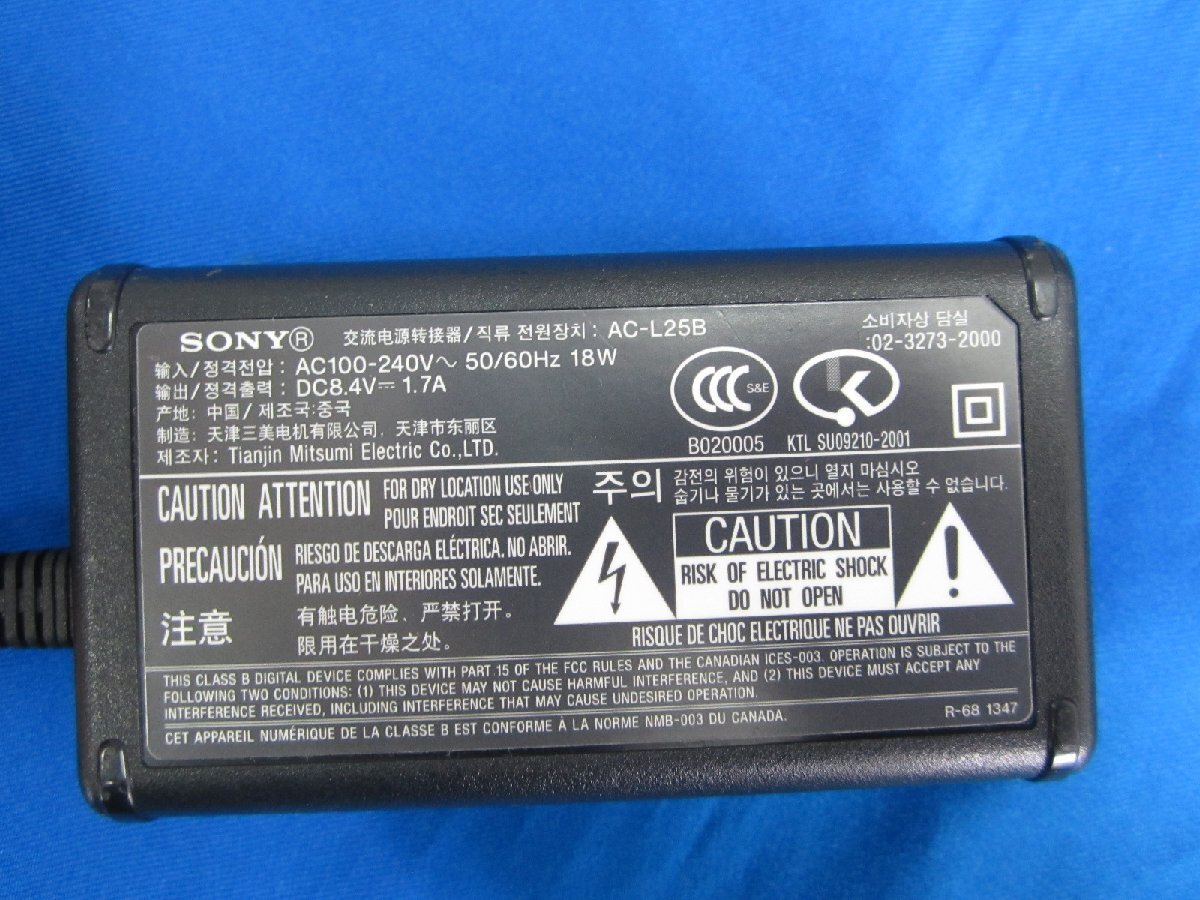 SONY® 交流电源转接器/직류 전원장치: AC-L25B
输入/정격전압: AC100-240V～ 50/60Hz 18W
输出/정격출력: DC8.4V⎓ 1.7A
产地: 中国/ 제조국:중국
制造: 天津三美电机有限公司. 天津市东丽区
제조자: Tianjin Mitsumi Electric Co.,LTD.
소비자상 담실
:02-3273-2000
CCC S&E
B020005
K
KTL SU09210-2001
CAUTION ATTENTION
FOR DRY LOCATION USE ONLY
POUR ENDROIT SEC SEULEMENT
PRECAUCIÓN
RIESGO DE DESCARGA ELÉCTRICA. NO ABRIR.
PARA USO EN INTERIORES SOLAMENTE.
注意
有触电危险、严禁打开。
限用在干燥之处。
주의
감전의 위험이 있으니 열지 마십시오
습기나 물기가 있는 곳에서는 사용할 수 없습니다.
CAUTION
RISK OF ELECTRIC SHOCK
DO NOT OPEN
RISQUE DE CHOC ELECTRIQUE NE PAS OUVRIR
THIS CLASS B DIGITAL DEVICE COMPLIES WITH PART 15 OF THE FCC RULES AND THE CANADIAN ICES-003. OPERATION IS SUBJECT TO THE
FOLLOWING TWO CONDITIONS: (1) THIS DEVICE MAY NOT CAUSE HARMFUL INTERFERENCE, AND (2) THIS DEVICE MUST ACCEPT ANY
INTERFERENCE RECEIVED, INCLUDING INTERFERENCE THAT MAY CAUSE UNDESIRED OPERATION.
CET APPAREIL NUMÉRIQUE DE LA CLASSE B EST CONFORME À LA NORME NMB-003 DU CANADA.
R-68 1347